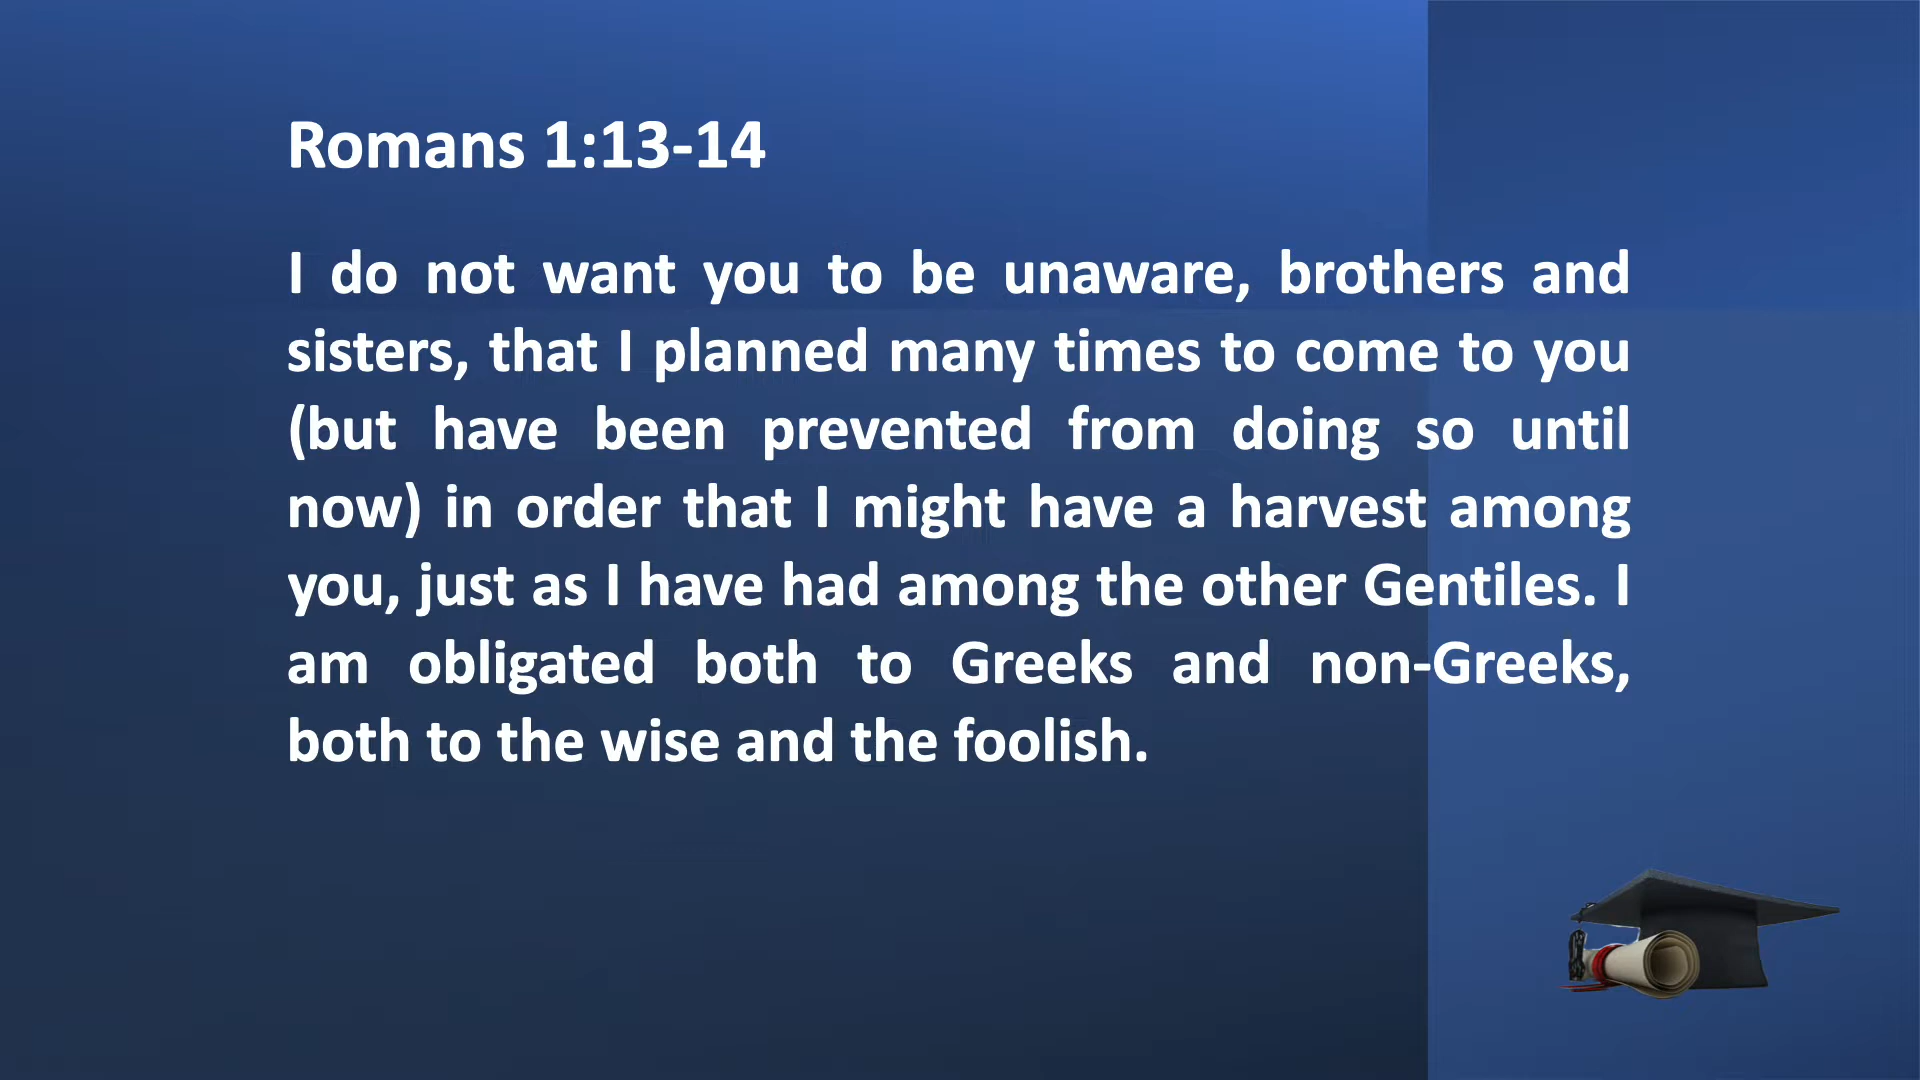 Romans 1:13-14
I do not want you to be unaware, brothers and
sisters, that I planned many times to come to you
(but have been prevented from doing so until
now) in order that I might have a harvest among
you, just as I have had among the other Gentiles. I
am obligated both to Greeks and non-Greeks,
both to the wise and the foolish.